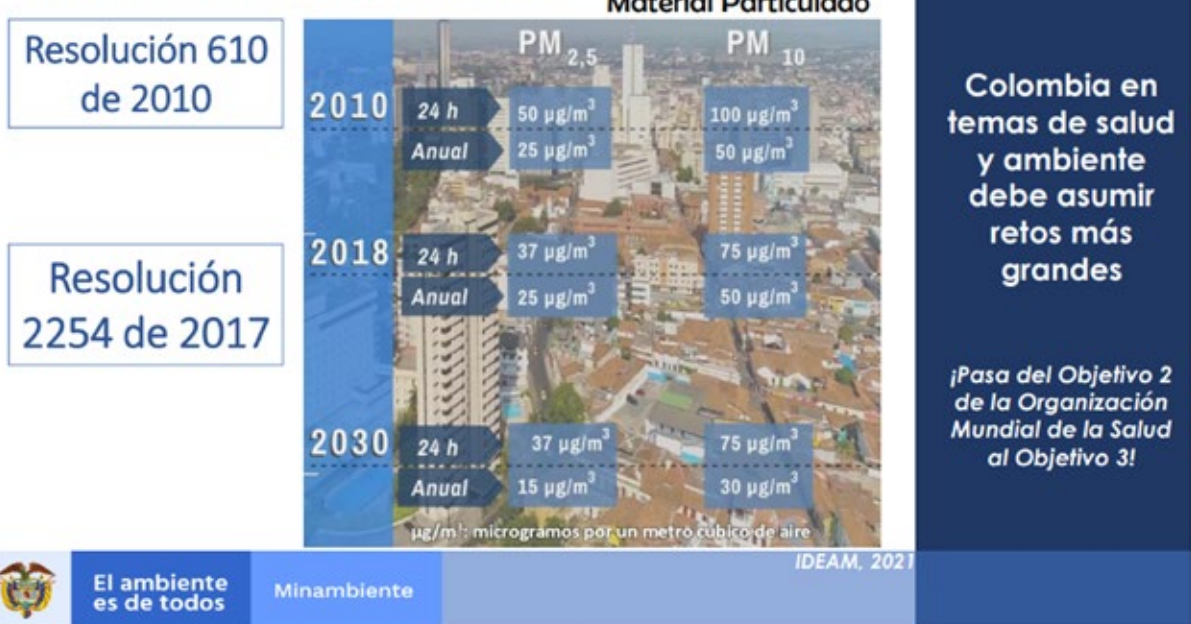 Material Particulado
Resolución 610
de 2010
Resolución
2254 de 2017
PM 2,5
PM 10
2010
24 h
50 µg/m³
100 µg/m³
Anual
25 µg/m³
50 µg/m³
2018
24 h
37 µg/m³
75 µg/m³
Anual
25 µg/m³
50 µg/m³
2030
24 h
37 µg/m³
75 µg/m³
Anual
15 µg/m³
30 µg/m³
µg/m³: microgramos por un metro cúbico de aire
IDEAM, 2021
Colombia en
temas de salud
y ambiente
debe asumir
retos más
grandes
¡Pasa del Objetivo 2
de la Organización
Mundial de la Salud
al Objetivo 3!
El ambiente
es de todos
Minambiente